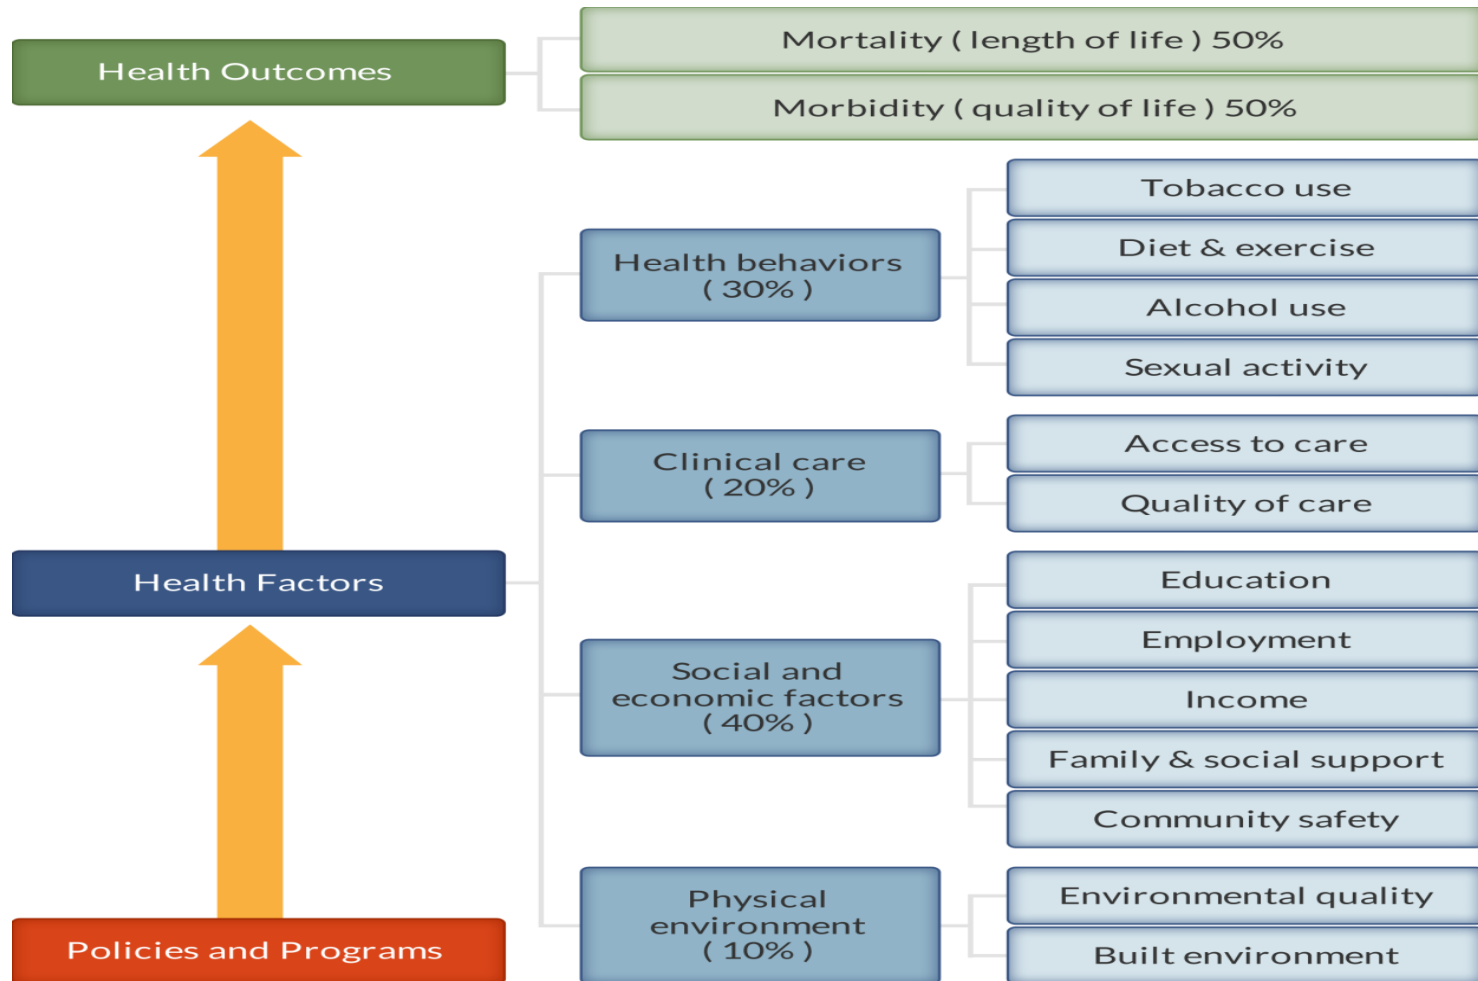 Health Outcomes
Mortality ( length of life ) 50%
Morbidity ( quality of life ) 50%
Health Factors
Health behaviors
( 30% )
Tobacco use
Diet & exercise
Alcohol use
Sexual activity
Clinical care
( 20% )
Access to care
Quality of care
Social and
economic factors
( 40% )
Education
Employment
Income
Family & social support
Community safety
Physical
environment
( 10% )
Environmental quality
Built environment
Policies and Programs